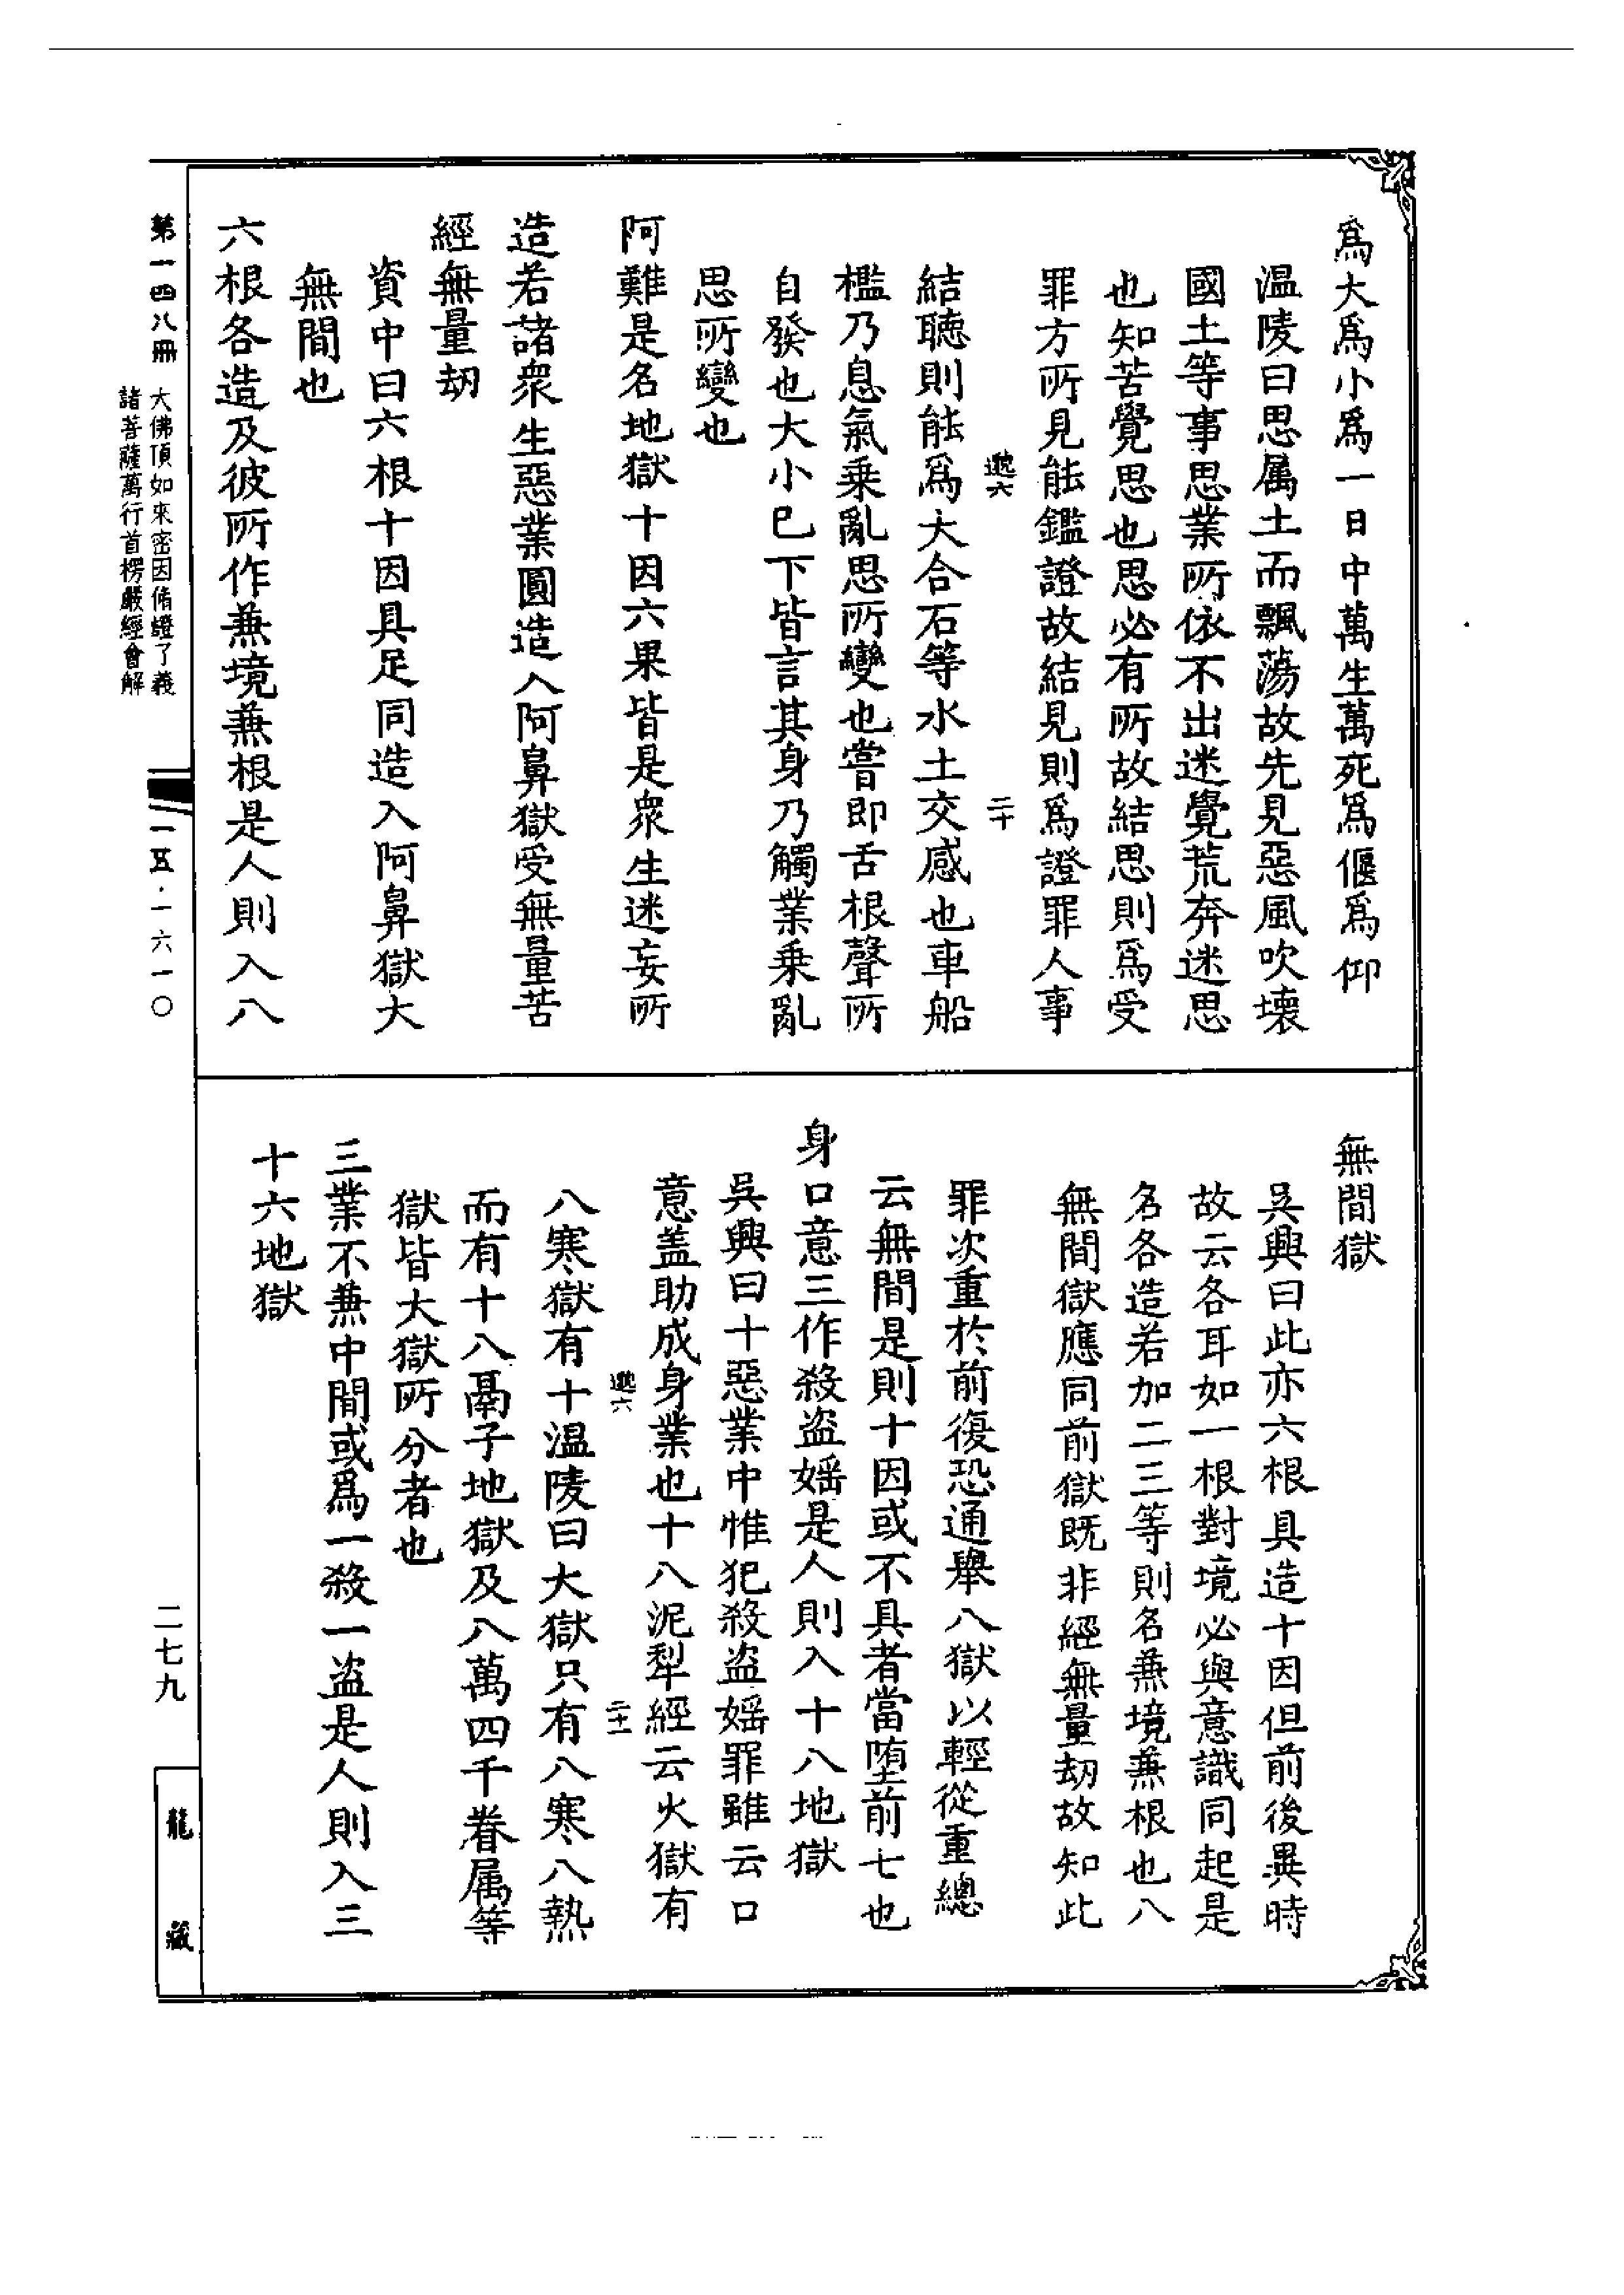 爲大爲小爲一日中萬生萬死爲偃爲仰
温陵曰思属土而飄蕩故先見惡風吹壞
國土等事思業所依不出迷覺荒奔迷思
也知苦覺思也思必有所故結思則爲受
罪方所見能鑑證故結見則爲證罪人事
遯六 二十
結聽則能爲大合石等水土交感也車船
檻乃息氣乗亂思所變也嘗即舌根聲所
自發也大小已下皆言其身乃觸業乗亂
思所變也
阿難是名地獄十因六果皆是衆生迷妄所
造若諸衆生惡業圓造入阿鼻獄受無量苦
經無量劫
資中曰六根十因具足同造入阿鼻獄大
無間也
六根各造及彼所作兼境兼根是人則入八
無間獄
吳興曰此亦六根具造十因但前後異時
故云各耳如一根對境必與意識同起是
名各造若加二三等則名兼境兼根也八
無間獄應同前獄既非經無量劫故知此
罪次重於前復恐通舉八獄以輕從重總
云無間是則十因或不具者當墮前七也
身口意三作殺盗婬是人則入十八地獄
吳興曰十惡業中惟犯殺盗婬罪雖云口
意盖助成身業也十八泥犁經云火獄有
遯六 二十一
八寒獄有十温陵曰大獄只有八寒八熱
而有十八鬲子地獄及八萬四千眷属等
獄皆大獄所分者也
三業不兼中間或爲一殺一盗是人則入三
十六地獄
第一四八冊
大佛頂如來密因脩證了義
諸菩薩萬行首楞嚴經會解
一五·一六一〇
二七九
龍藏